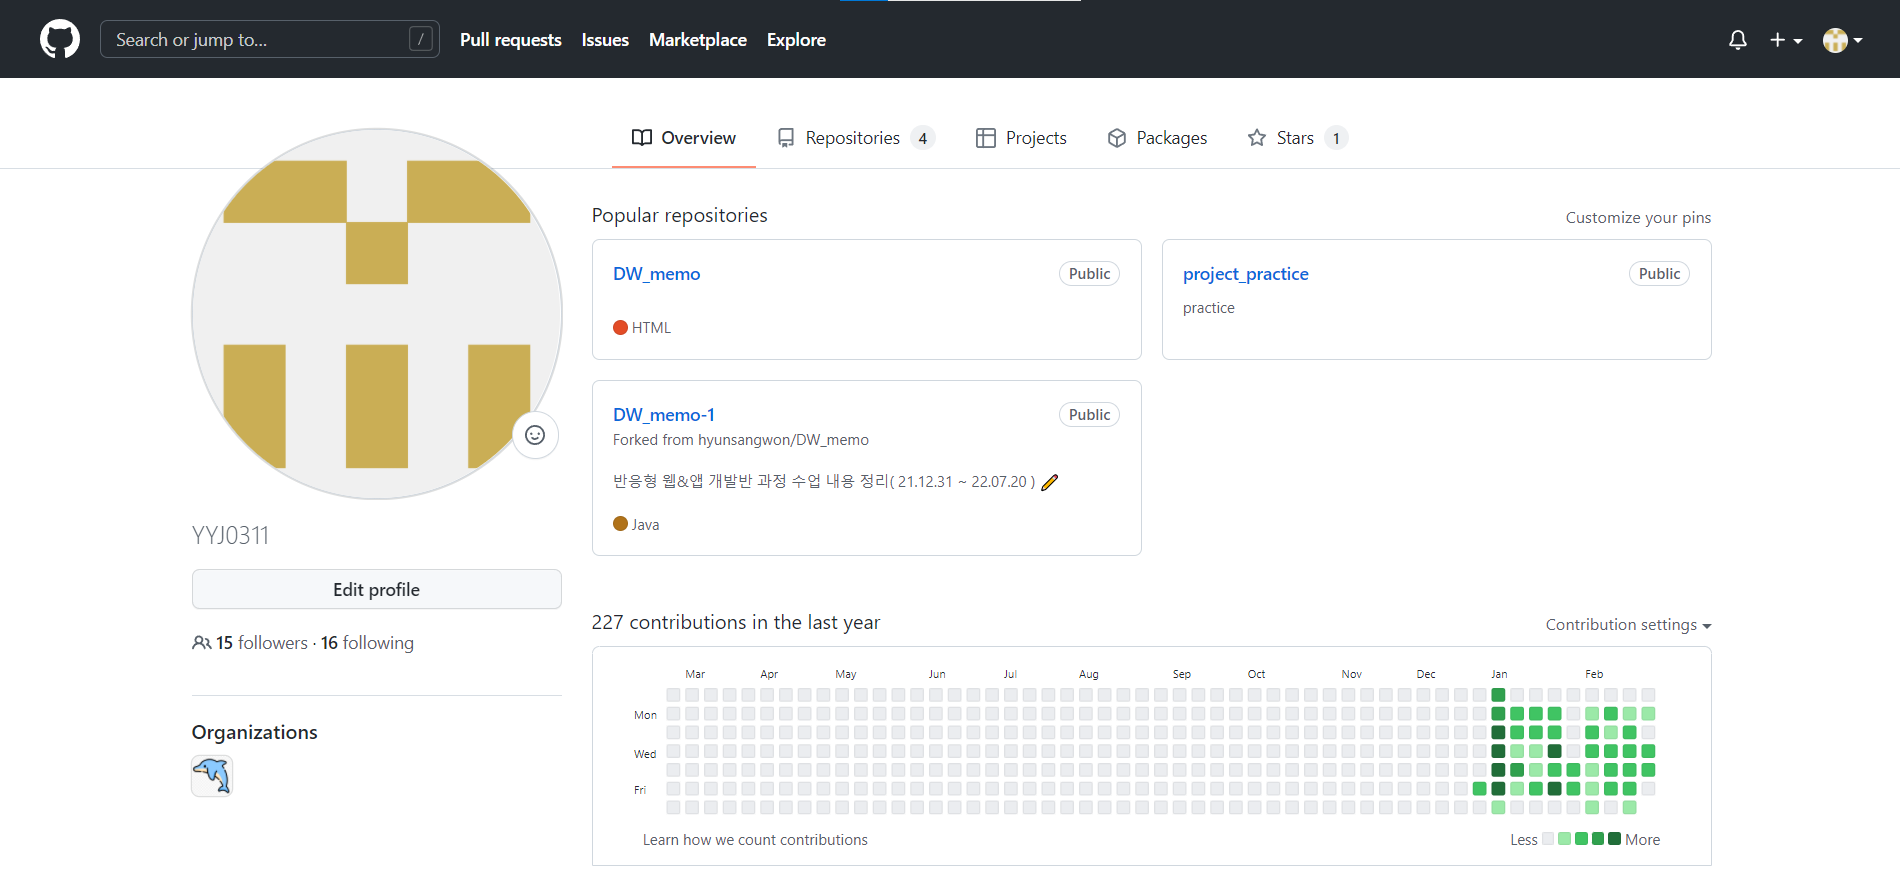 Search or jump to... /
Pull requests Issues Marketplace Explore
Overview Repositories 4 Projects Packages Stars 1
Popular repositories
Customize your pins
DW_memo Public
HTML
project_practice Public
practice
DW_memo-1 Public
Forked from hyunsangwon/DW_memo
반응형 웹&앱 개발반 과정 수업 내용 정리( 21.12.31 ~ 22.07.20 )
Java
YYJ0311
Edit profile
15 followers · 16 following
Organizations
227 contributions in the last year
Contribution settings
Mar Apr May Jun Jul Aug Sep Oct Nov Dec Jan Feb
Mon
Wed
Fri
Learn how we count contributions
Less More